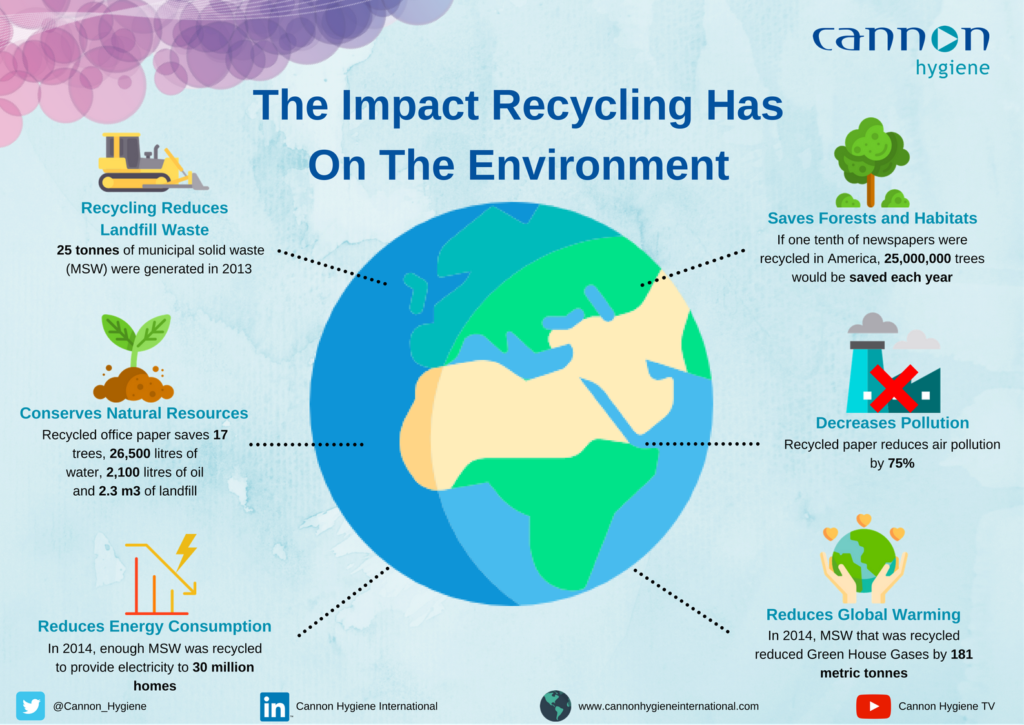 cannon
hygiene
The Impact Recycling Has
On The Environment
Recycling Reduces
Landfill Waste
25 tonnes of municipal solid waste
(MSW) were generated in 2013
Saves Forests and Habitats
If one tenth of newspapers were
recycled in America, 25,000,000 trees
would be saved each year
Conserves Natural Resources
Recycled office paper saves 17
trees, 26,500 litres of
water, 2,100 litres of oil
and 2.3 m3 of landfill
Decreases Pollution
Recycled paper reduces air pollution
by 75%
Reduces Energy Consumption
In 2014, enough MSW was recycled
to provide electricity to 30 million
homes
Reduces Global Warming
In 2014, MSW that was recycled
reduced Green House Gases by 181
metric tonnes
@Cannon_Hygiene
in
Cannon Hygiene International
www.cannonhygieneinternational.com
Cannon Hygiene TV